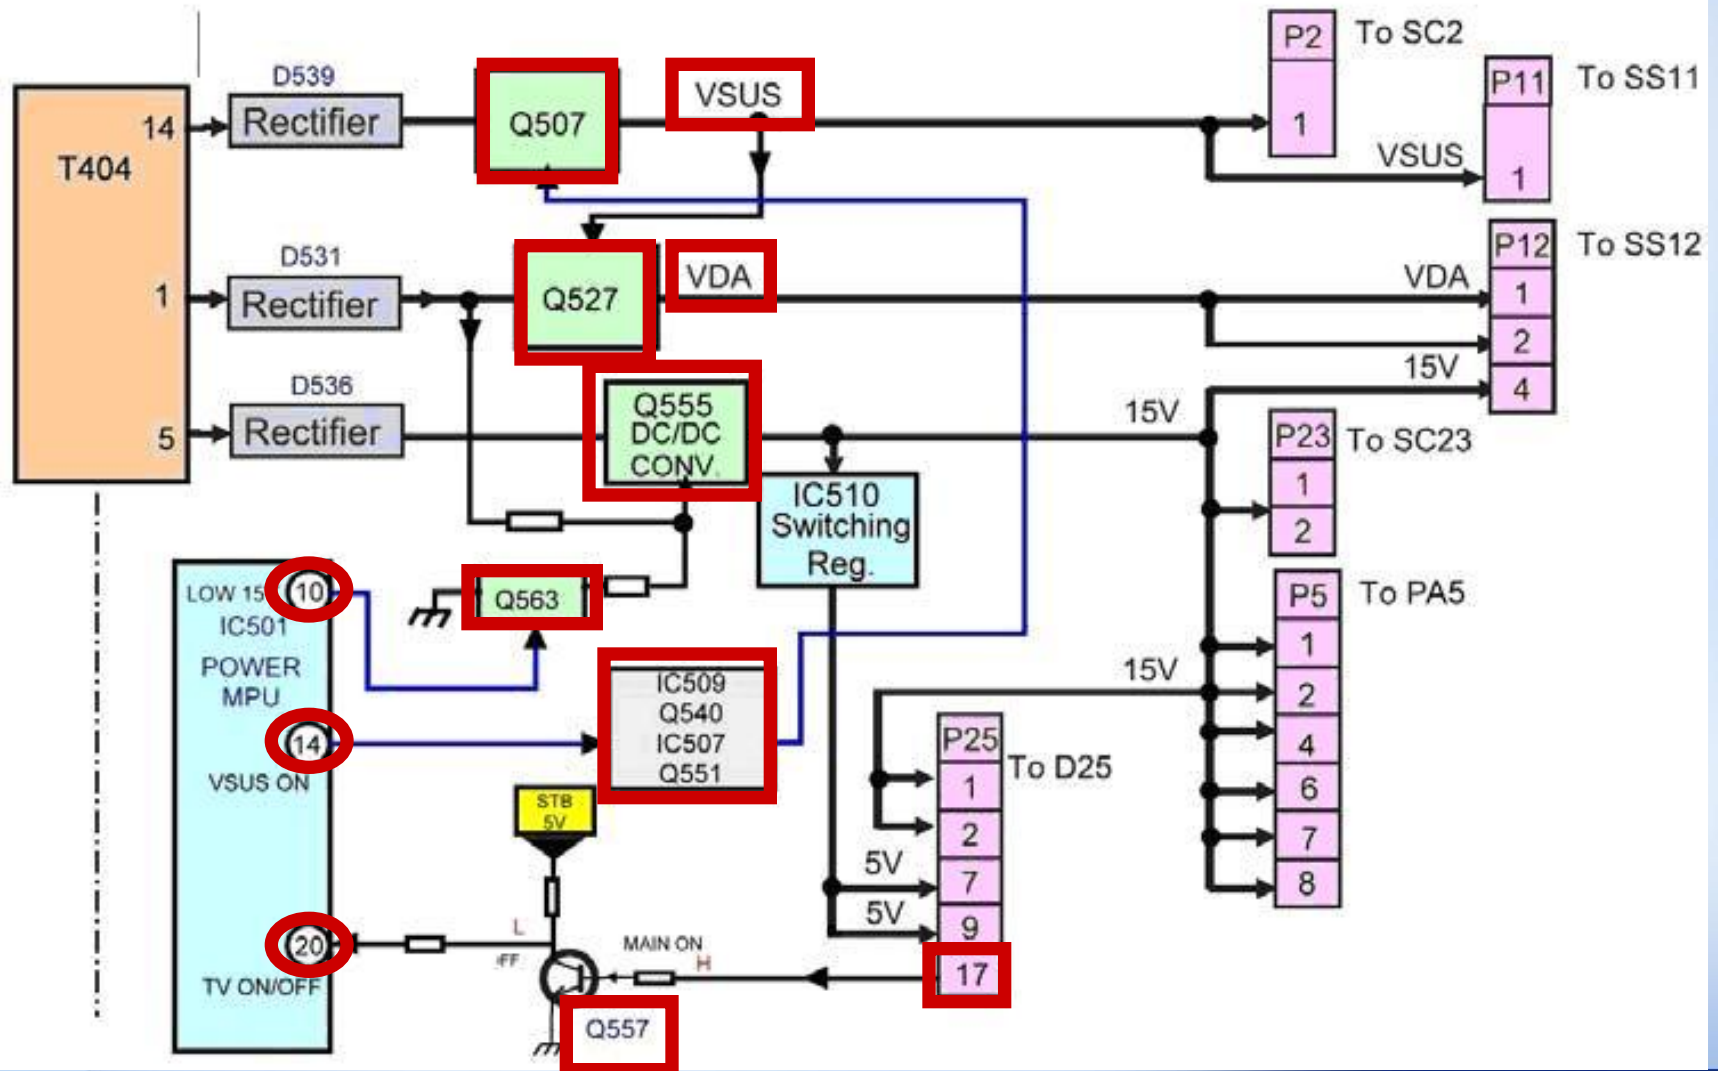 P2
To SC2
P11
To SS11
1
VSUS
1
D539
14
Rectifier
Q507
VSUS
T404
D531
1
Rectifier
Q527
VDA
VDA
P12
To SS12
1
2
15V
4
D536
5
Rectifier
Q555
DC/DC
CONV.
15V
P23
To SC23
1
2
IC510
Switching
Reg.
LOW 15
10
IC501
POWER
MPU
14
VSUS ON
20
TV ON/OFF
Q563
IC509
Q540
IC507
Q551
15V
P5
To PA5
1
2
4
6
7
8
P25
To D25
1
2
5V
7
5V
9
17
STB
5V
L
FF
MAIN ON
H
Q557